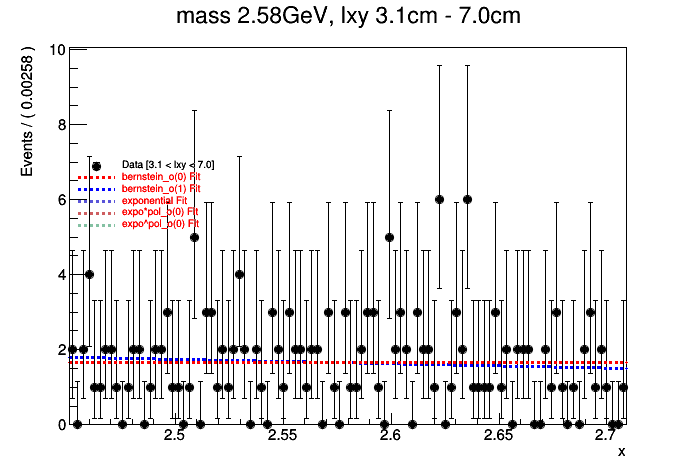 mass 2.58GeV, lxy 3.1cm - 7.0cm
Events / ( 0.00258 )
10
8
6
4
2
0
Data [3.1 < lxy < 7.0]
bernstein_o(0) Fit
bernstein_o(1) Fit
exponential Fit
expo*pol_o(0) Fit
expo^pol_o(0) Fit
2.5
2.55
2.6
2.65
2.7
x